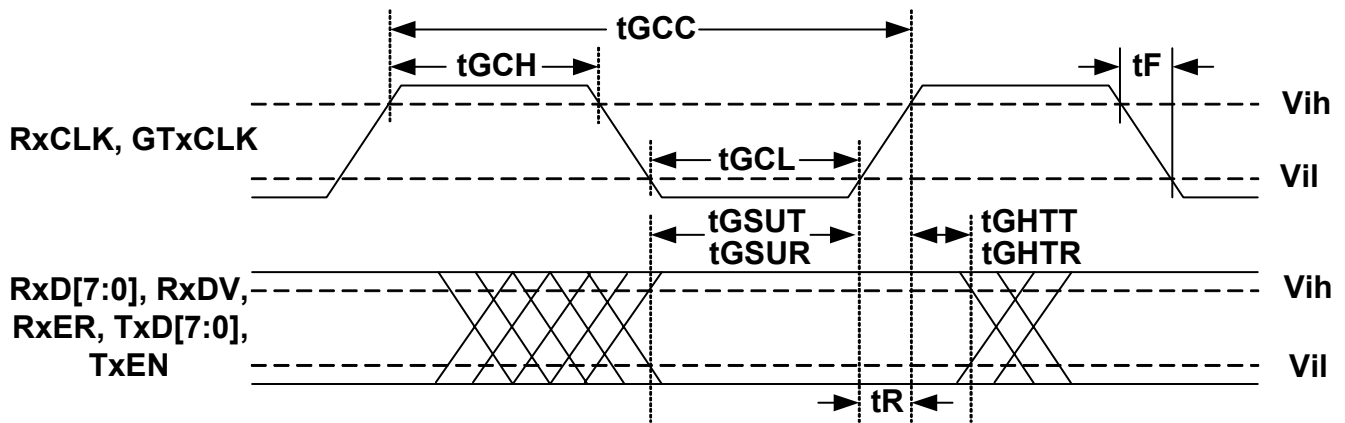 tGCC
tGCH
tF
Vih
RxCLK, GTxCLK
tGCL
Vil
tGSUT
tGSUR
tGHTT
tGHTR
RxD[7:0], RxDV,
RxER, TxD[7:0],
TxEN
Vih
Vil
tR